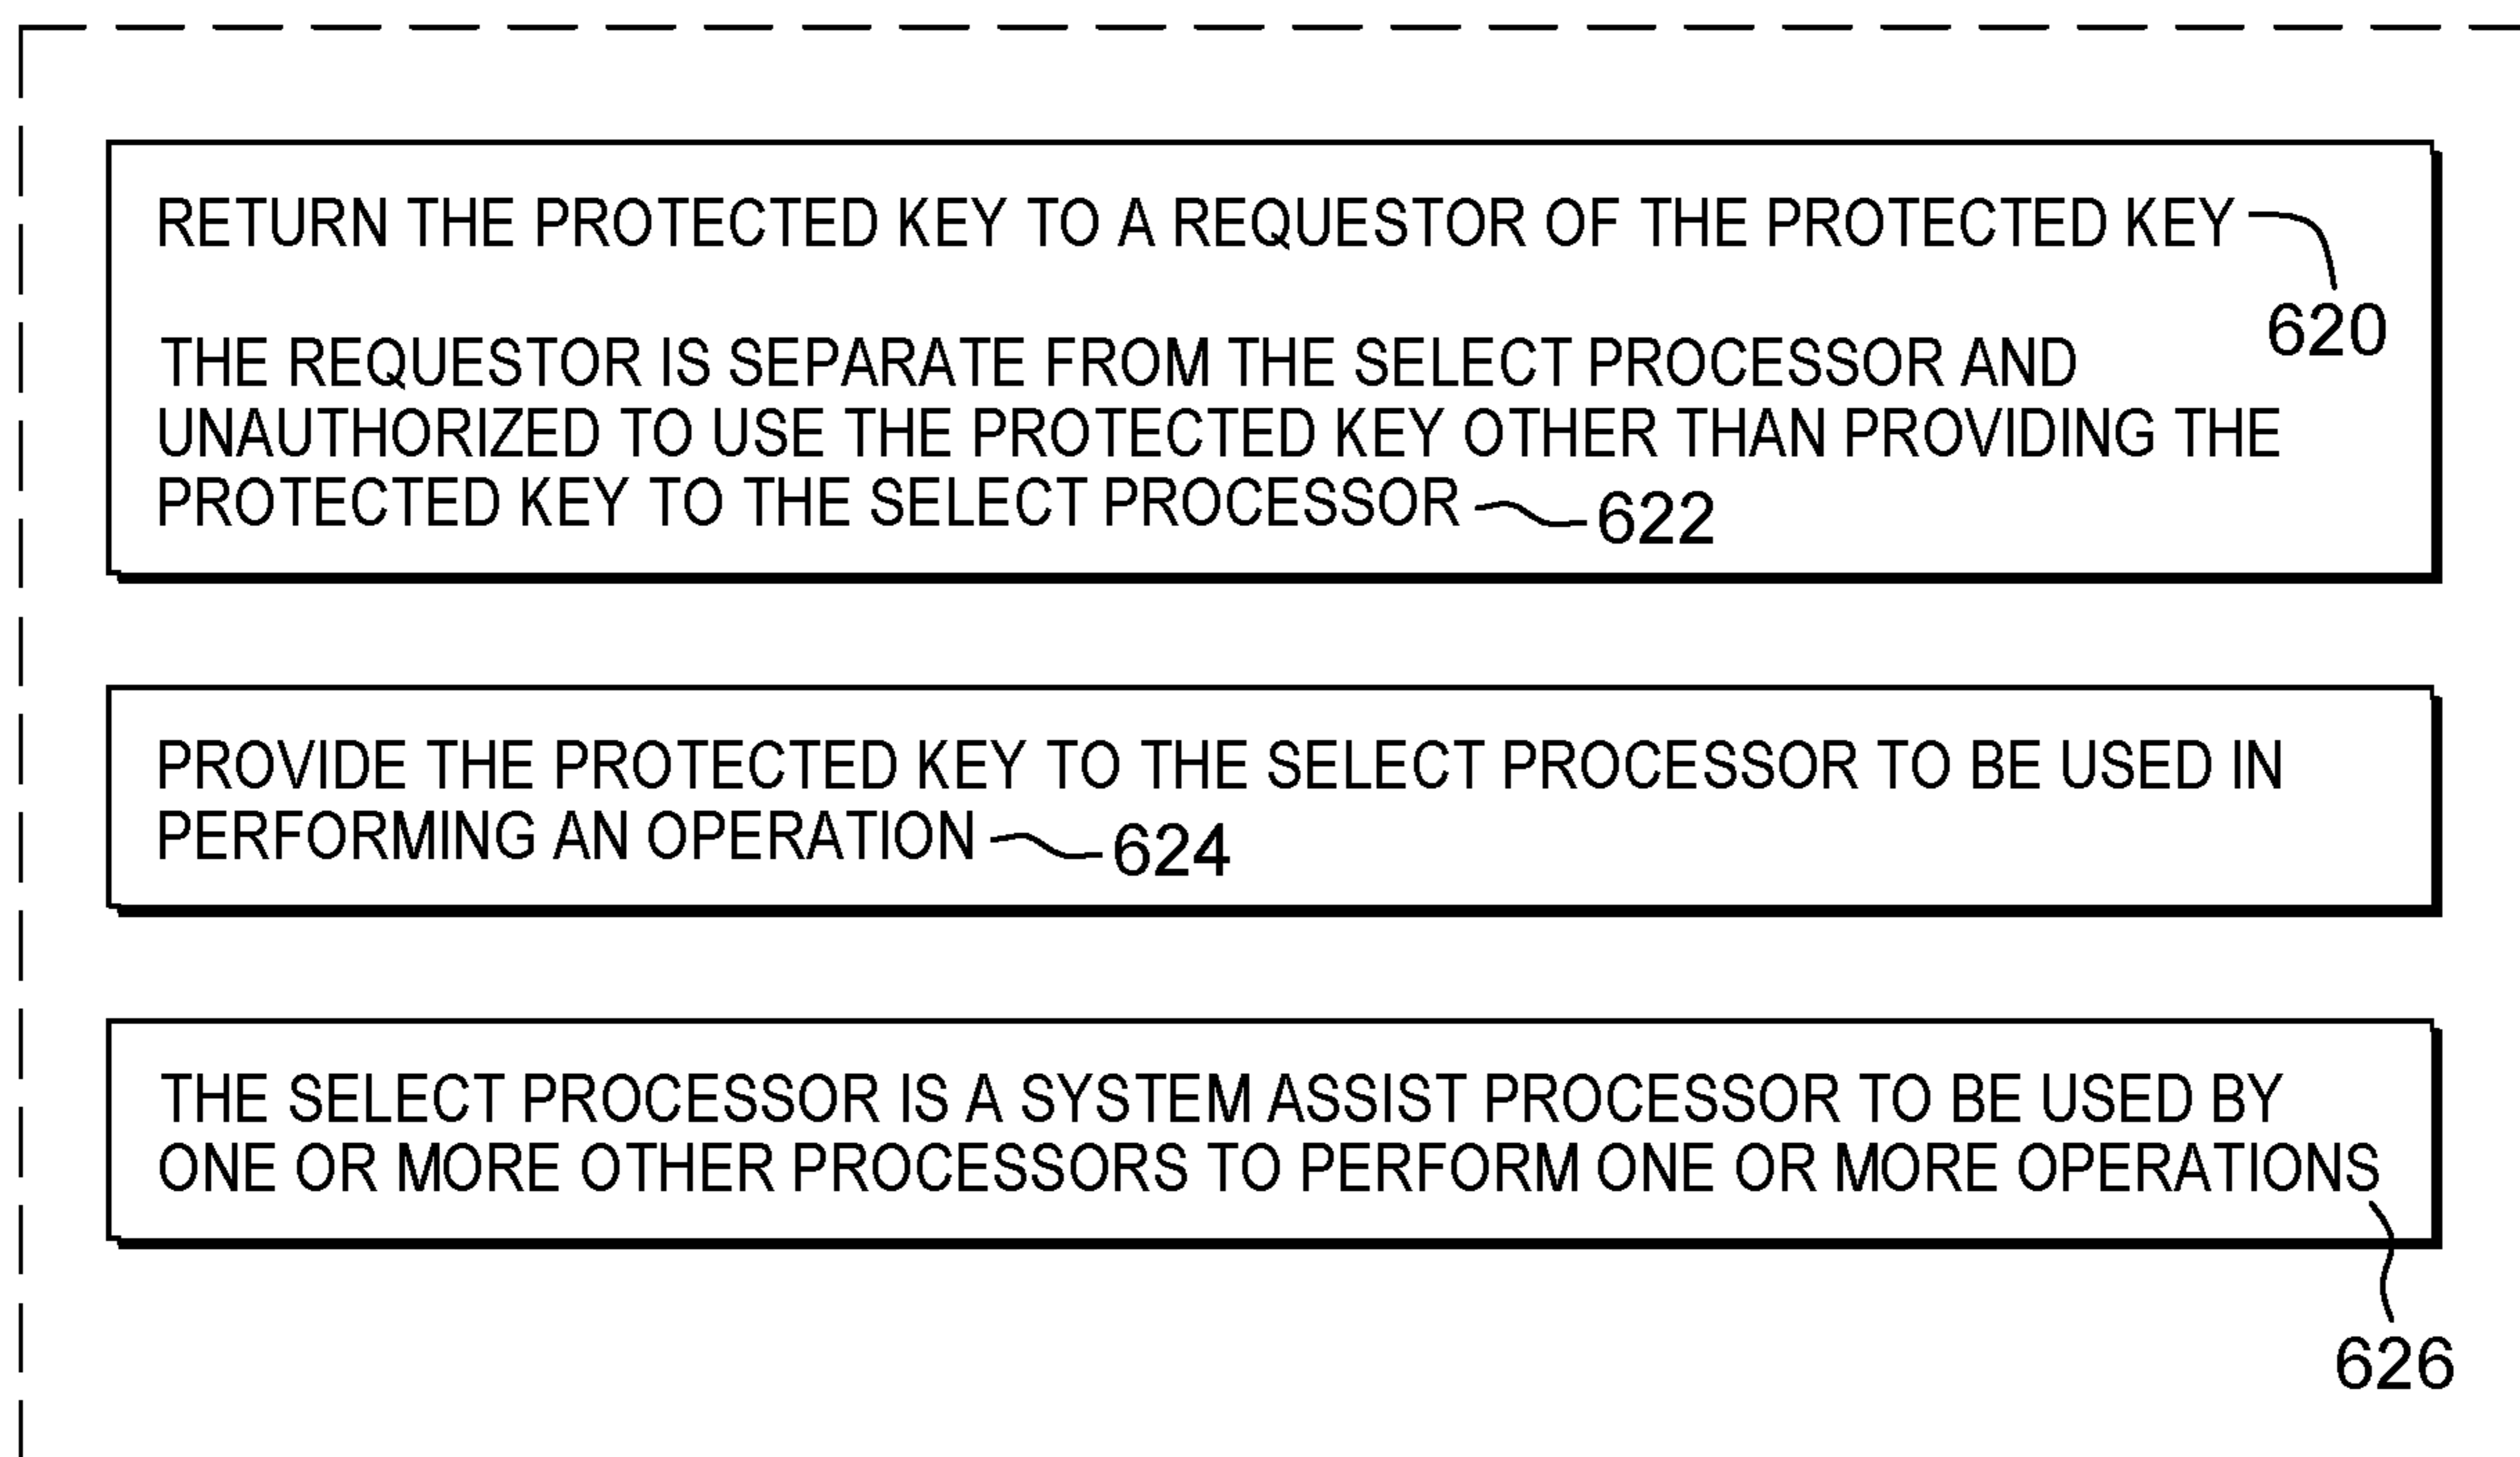 RETURN THE PROTECTED KEY TO A REQUESTOR OF THE PROTECTED KEY
620
THE REQUESTOR IS SEPARATE FROM THE SELECT PROCESSOR AND
UNAUTHORIZED TO USE THE PROTECTED KEY OTHER THAN PROVIDING THE
PROTECTED KEY TO THE SELECT PROCESSOR 622
PROVIDE THE PROTECTED KEY TO THE SELECT PROCESSOR TO BE USED IN
PERFORMING AN OPERATION 624
THE SELECT PROCESSOR IS A SYSTEM ASSIST PROCESSOR TO BE USED BY
ONE OR MORE OTHER PROCESSORS TO PERFORM ONE OR MORE OPERATIONS
626